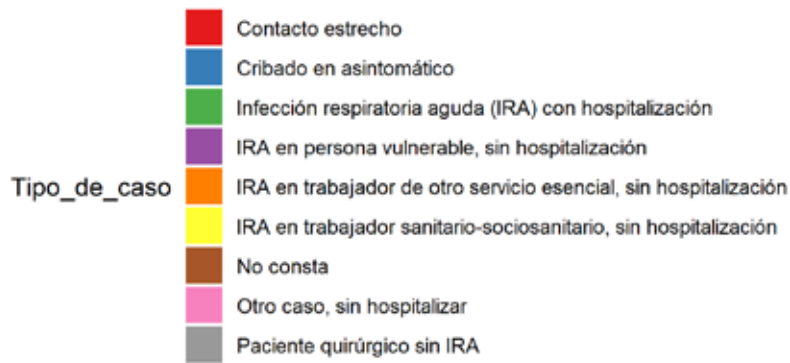 Contacto estrecho
Cribado en asintomático
Infección respiratoria aguda (IRA) con hospitalización
IRA en persona vulnerable, sin hospitalización
Tipo_de_caso
IRA en trabajador de otro servicio esencial, sin hospitalización
IRA en trabajador sanitario-sociosanitario, sin hospitalización
No consta
Otro caso, sin hospitalizar
Paciente quirúrgico sin IRA